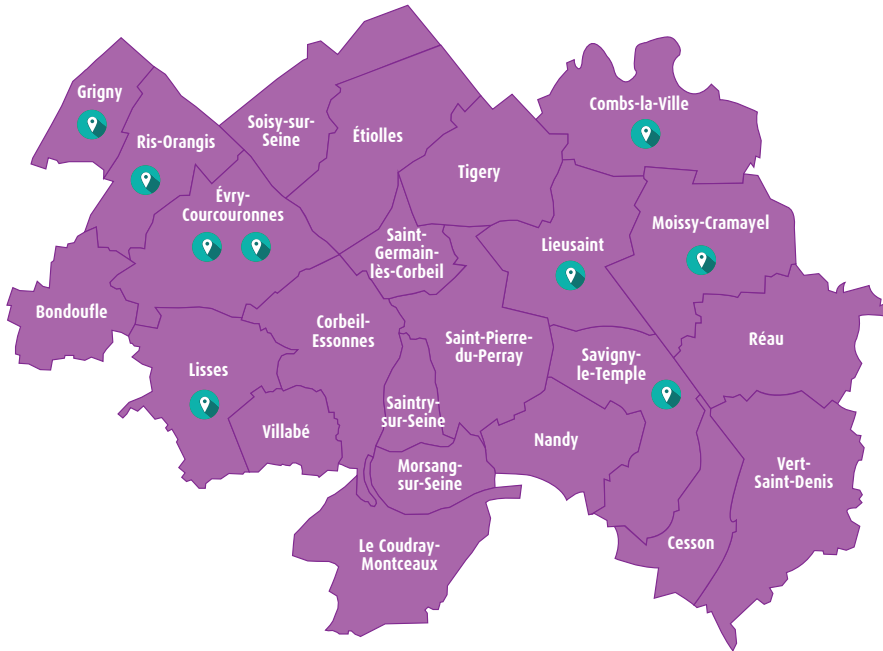 Grigny
Ris-Orangis
Soisy-sur-
Seine
Étiolles
Combs-la-Ville
Tigery
Évry-
Courcouronnes
Saint-
Germain-
lès-Corbeil
Lieusaint
Moissy-Cramayel
Bondoufle
Corbeil-
Essonnes
Saint-Pierre-
du-Perray
Savigny-
le-Temple
Réau
Lisses
Saintry-
sur-Seine
Villabé
Nandy
Morsang-
sur-Seine
Vert-
Saint-Denis
Le Coudray-
Montceaux
Cesson